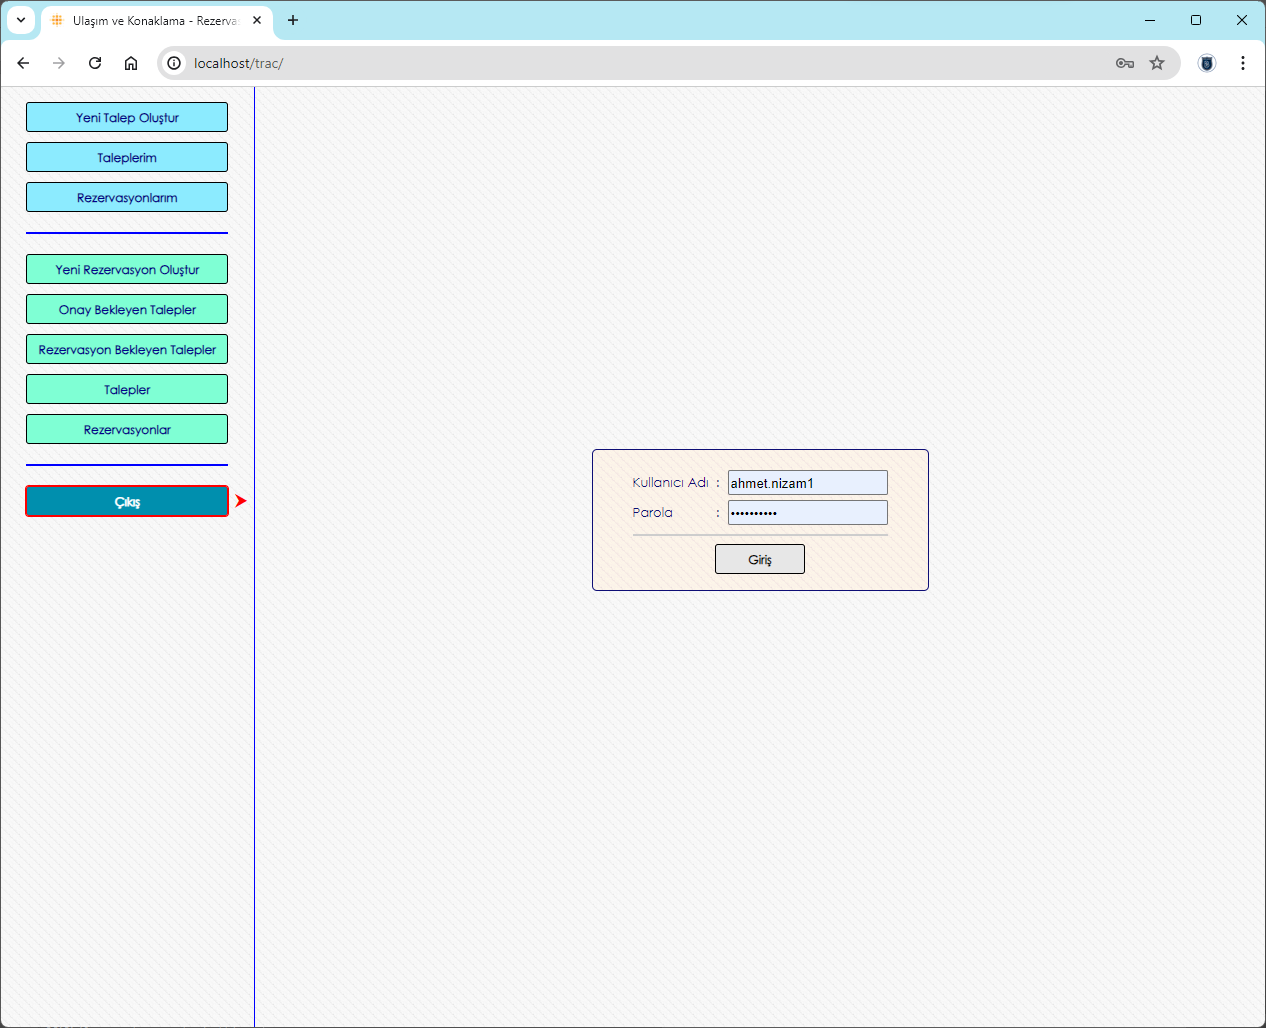 Ulaşım ve Konaklama - Rezerva
localhost/trac/
Yeni Talep Oluştur
Taleplerim
Rezervasyonlarım
Yeni Rezervasyon Oluştur
Onay Bekleyen Talepler
Rezervasyon Bekleyen Talepler
Talepler
Rezervasyonlar
Çıkış
Kullanıcı Adı : ahmet.nizam1
Parola : ••••••••••
Giriş